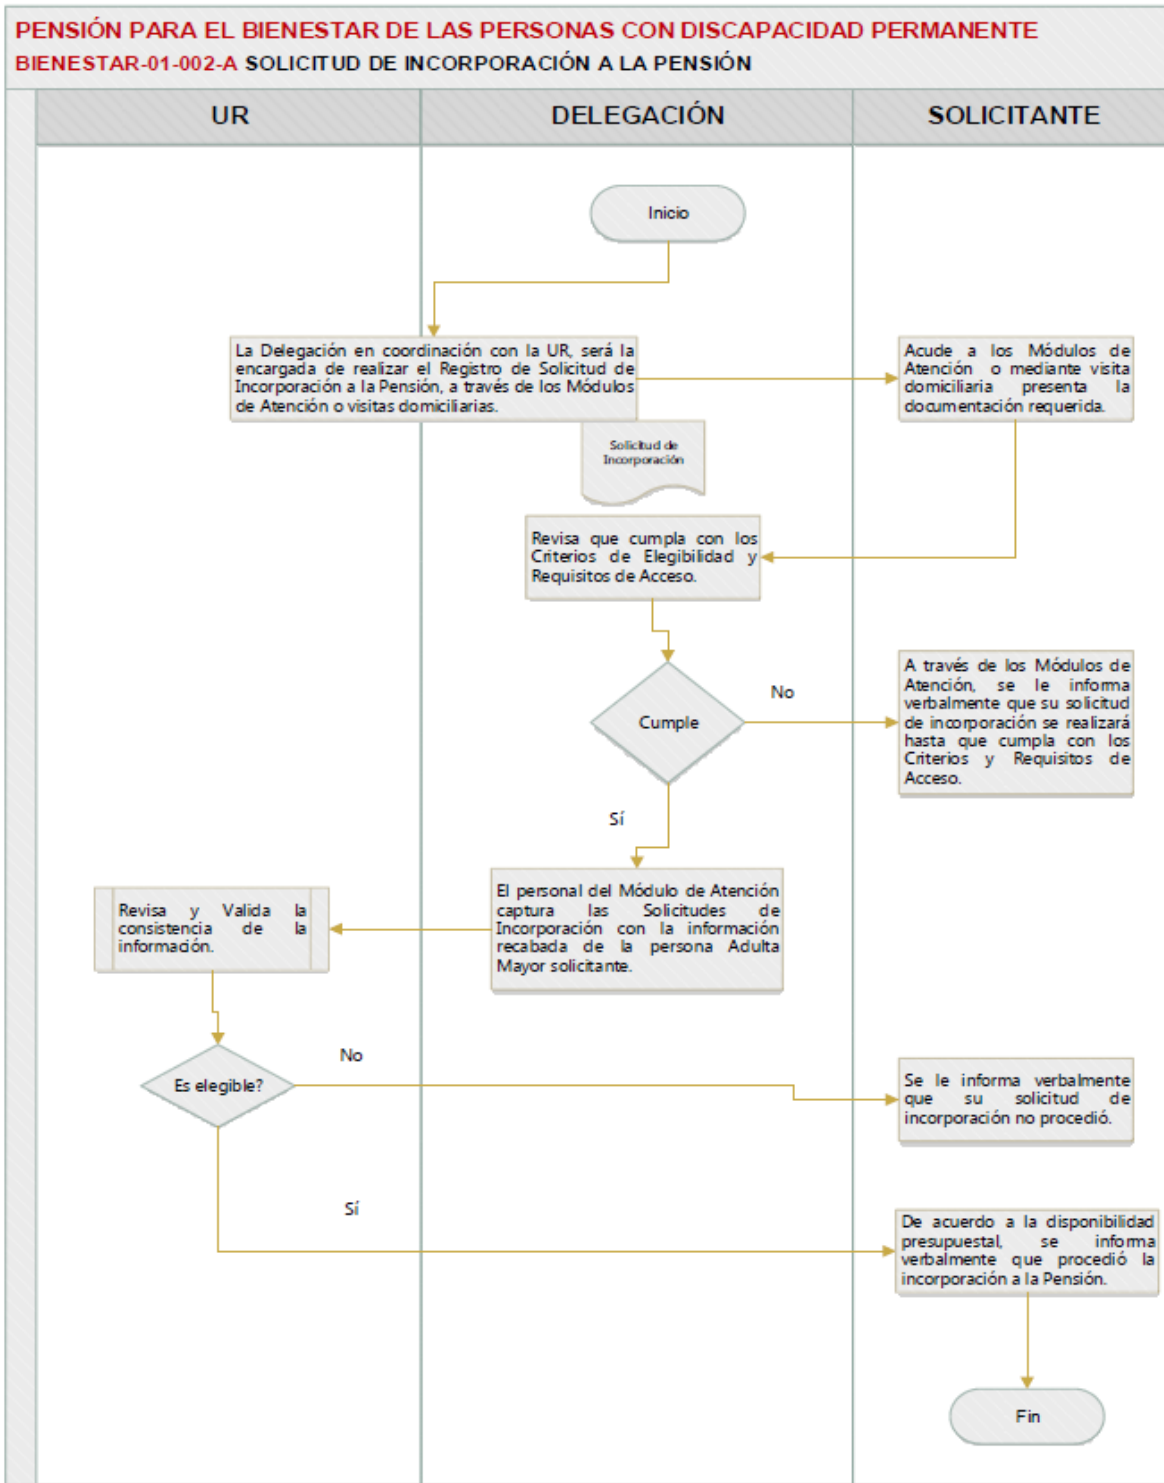 PENSIÓN PARA EL BIENESTAR DE LAS PERSONAS CON DISCAPACIDAD PERMANENTE
BIENESTAR-01-002-A SOLICITUD DE INCORPORACIÓN A LA PENSIÓN
UR
DELEGACIÓN
SOLICITANTE
Inicio
La Delegación en coordinación con la UR, será la
encargada de realizar el Registro de Solicitud de
Incorporación a la Pensión, a través de los Módulos
de Atención o visitas domiciliarias.
Acude a los Módulos de
Atención o mediante visita
domiciliaria presenta la
documentación requerida.
Solicitud de
Incorporación
Revisa que cumpla con los
Criterios de Elegibilidad y
Requisitos de Acceso.
Cumple
No
A través de los Módulos de
Atención, se le informa
verbalmente que su solicitud
de incorporación se realizará
hasta que cumpla con los
Criterios y Requisitos de
Acceso.
Sí
El personal del Módulo de Atención
captura las Solicitudes de
Incorporación con la información
recabada de la persona Adulta
Mayor solicitante.
Revisa y Valida la
consistencia de la
información.
Es elegible?
No
Se le informa verbalmente
que su solicitud de
incorporación no procedió.
Sí
De acuerdo a la disponibilidad
presupuestal, se informa
verbalmente que procedió la
incorporación a la Pensión.
Fin